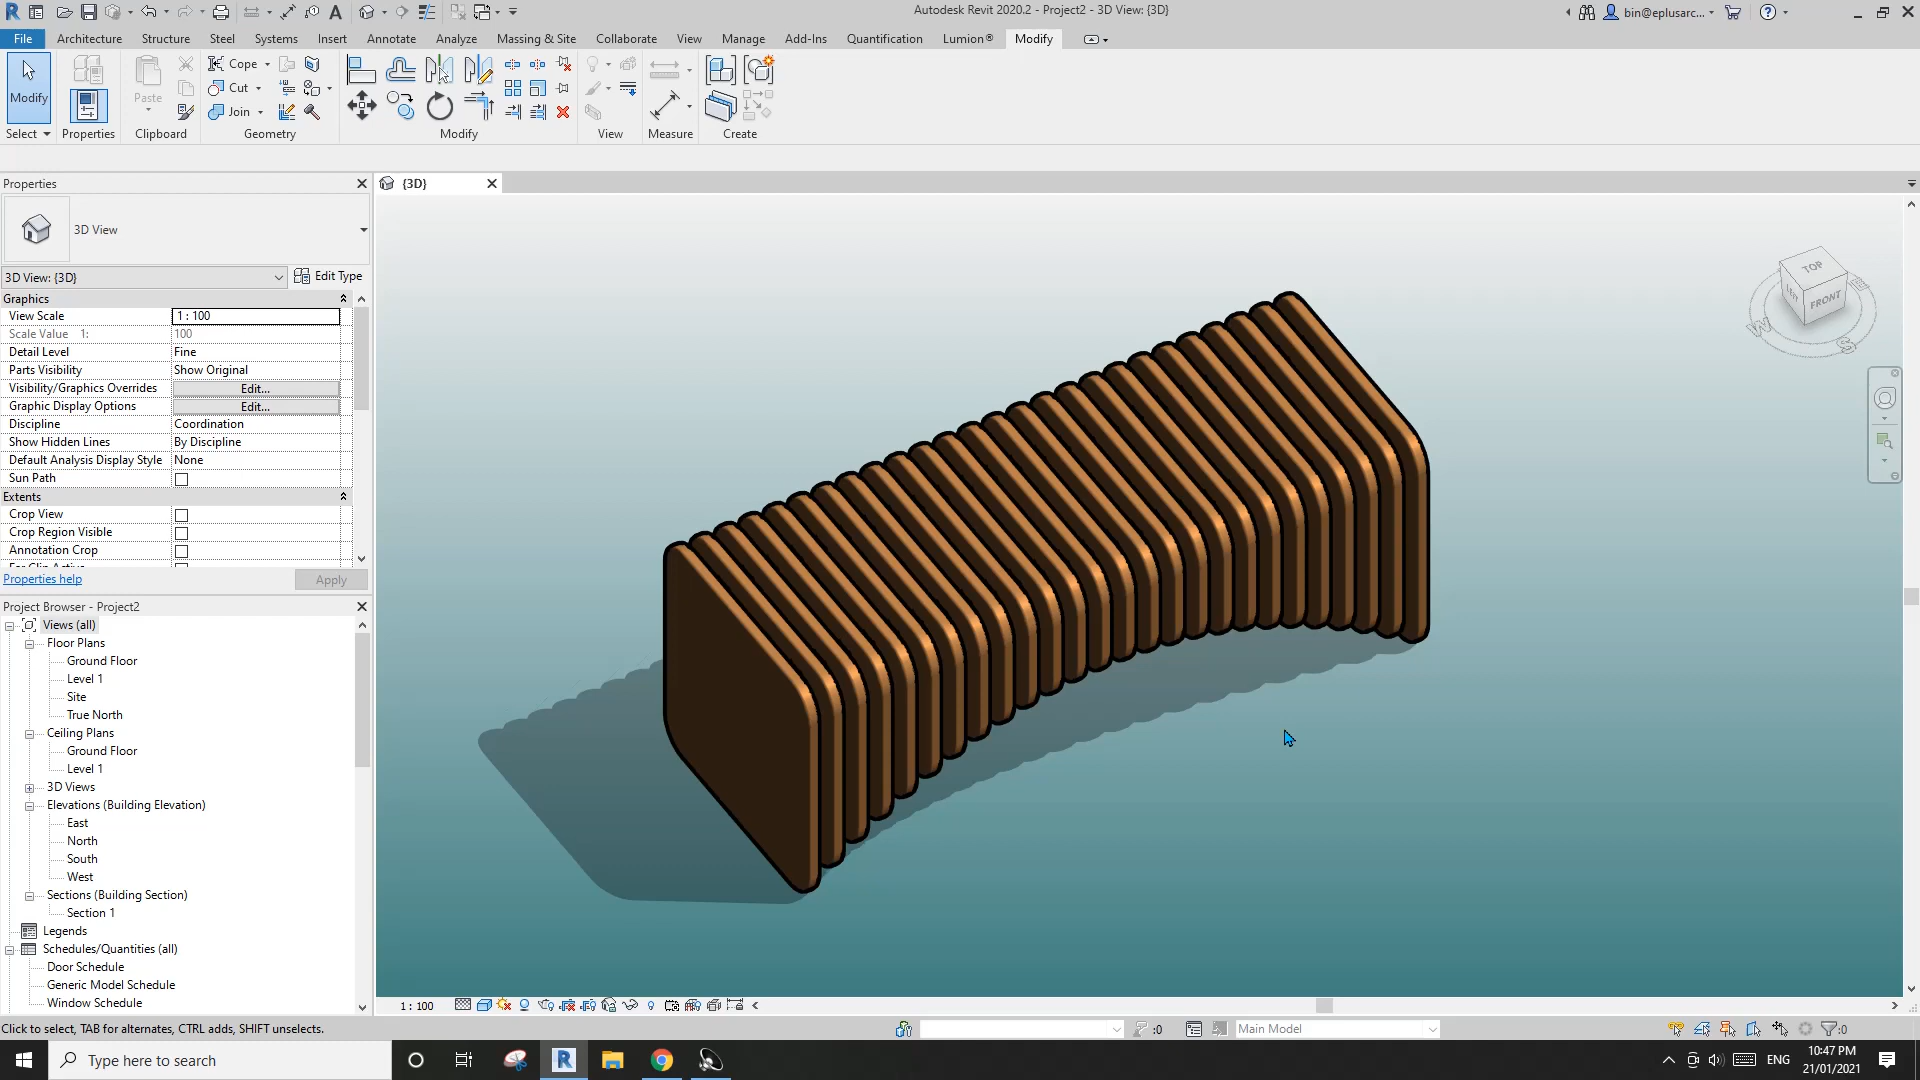 Autodesk Revit 2020.2 - Project2 - 3D View: {3D}
bin@eplusarc...
File Architecture Structure Steel Systems Insert Annotate Analyze Massing & Site Collaborate View Manage Add-Ins Quantification Lumion® Modify
Modify
Paste
Cope
Cut
Join
Select Properties Clipboard Geometry Modify View Measure Create
Properties
{3D}
3D View
3D View: {3D}
Edit Type
Graphics
View Scale 1 : 100
Scale Value 1: 100
Detail Level Fine
Parts Visibility Show Original
Visibility/Graphics Overrides Edit...
Graphic Display Options Edit...
Discipline Coordination
Show Hidden Lines By Discipline
Default Analysis Display Style None
Sun Path
Extents
Crop View
Crop Region Visible
Annotation Crop
Properties help
Apply
Project Browser - Project2
Views (all)
Floor Plans
Ground Floor
Level 1
Site
True North
Ceiling Plans
Ground Floor
Level 1
3D Views
Elevations (Building Elevation)
East
North
South
West
Sections (Building Section)
Section 1
Legends
Schedules/Quantities (all)
Door Schedule
Generic Model Schedule
Window Schedule
TOP
LEFT
FRONT
W
S
1 : 100
Click to select, TAB for alternates, CTRL adds, SHIFT unselects.
:0
Main Model
:0
Type here to search
ENG
10:47 PM
21/01/2021